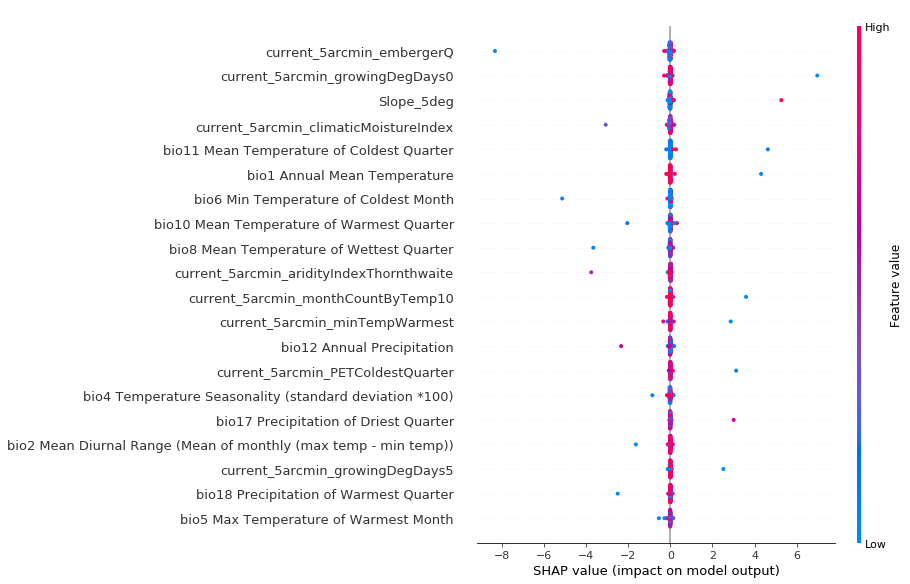 High
current_5arcmin_embergerQ
current_5arcmin_growingDegDays0
Slope_5deg
current_5arcmin_climaticMoistureIndex
bio11 Mean Temperature of Coldest Quarter
bio1 Annual Mean Temperature
bio6 Min Temperature of Coldest Month
bio10 Mean Temperature of Warmest Quarter
bio8 Mean Temperature of Wettest Quarter
current_5arcmin_aridityIndexThornthwaite
current_5arcmin_monthCountByTemp10
current_5arcmin_minTempWarmest
bio12 Annual Precipitation
current_5arcmin_PETColdestQuarter
bio4 Temperature Seasonality (standard deviation *100)
bio17 Precipitation of Driest Quarter
bio2 Mean Diurnal Range (Mean of monthly (max temp - min temp))
current_5arcmin_growingDegDays5
bio18 Precipitation of Warmest Quarter
bio5 Max Temperature of Warmest Month
Feature value
Low
−8 −6 −4 −2 0 2 4 6
SHAP value (impact on model output)